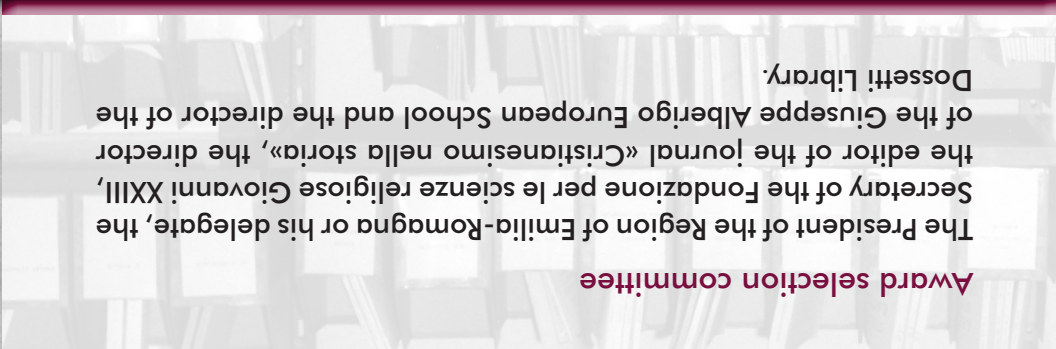 Award selection committee
The President of the Region of Emilia-Romagna or his delegate, the
Secretary of the Fondazione per le scienze religiose Giovanni XXIII,
the editor of the journal «Cristianesimo nella storia», the director
of the Giuseppe Alberigo European School and the director of the
Dossetti Library.